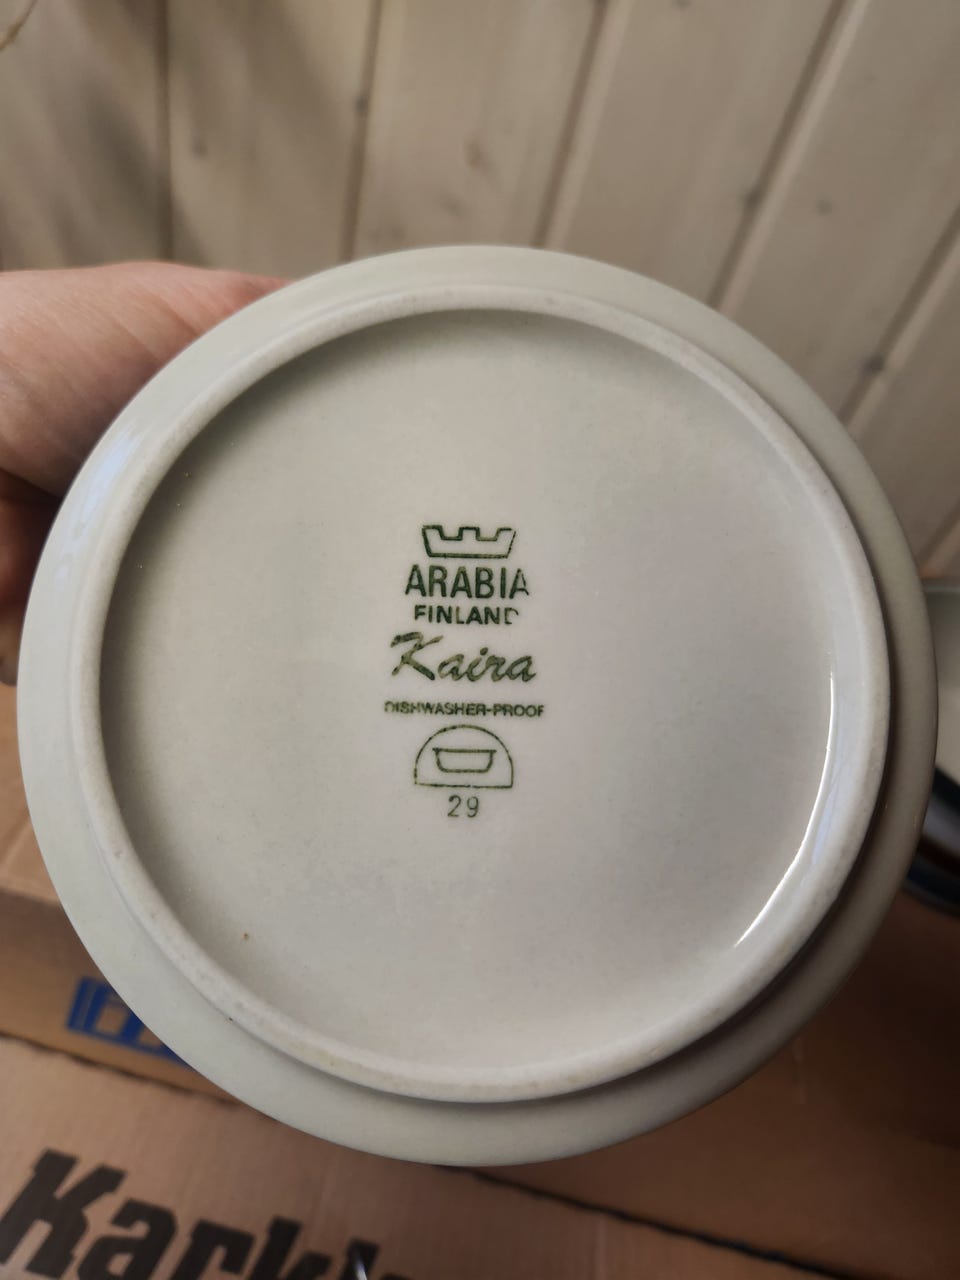 ARABIA
FINLAND
Kaira
DISHWASHER-PROOF
29